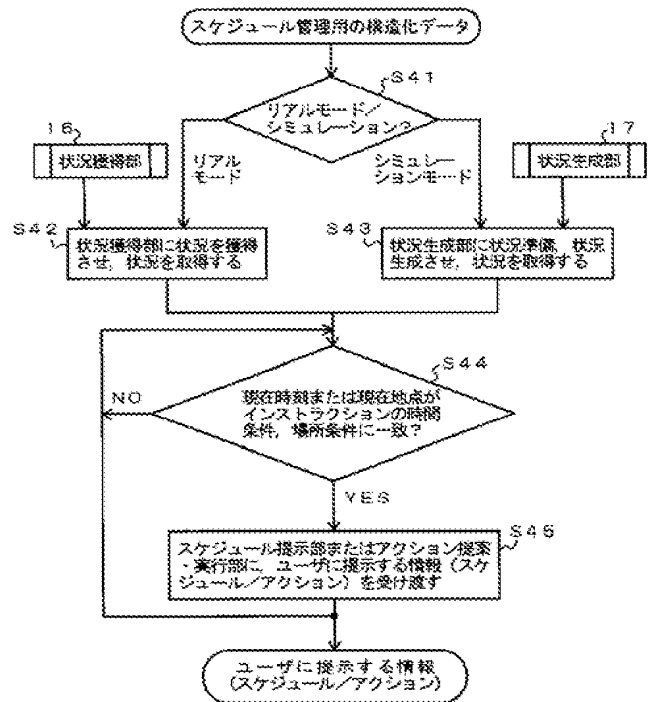 スケジュール管理用の構造化データ
S41
リアルモード／
シミュレーション？
16
状況獲得部
リアル
モード
シミュレー
ションモード
17
状況生成部
S42
状況獲得部に状況を獲得
させ，状況を取得する
S43
状況生成部に状況準備，状況
生成させ，状況を取得する
S44
NO
現在時刻または現在地点が
インストラクションの時間
条件，場所条件に一致？
YES
S45
スケジュール提示部またはアクション提案
・実行部に，ユーザに提示する情報（スケ
ジュール／アクション）を受け渡す
ユーザに提示する情報
（スケジュール／アクション）